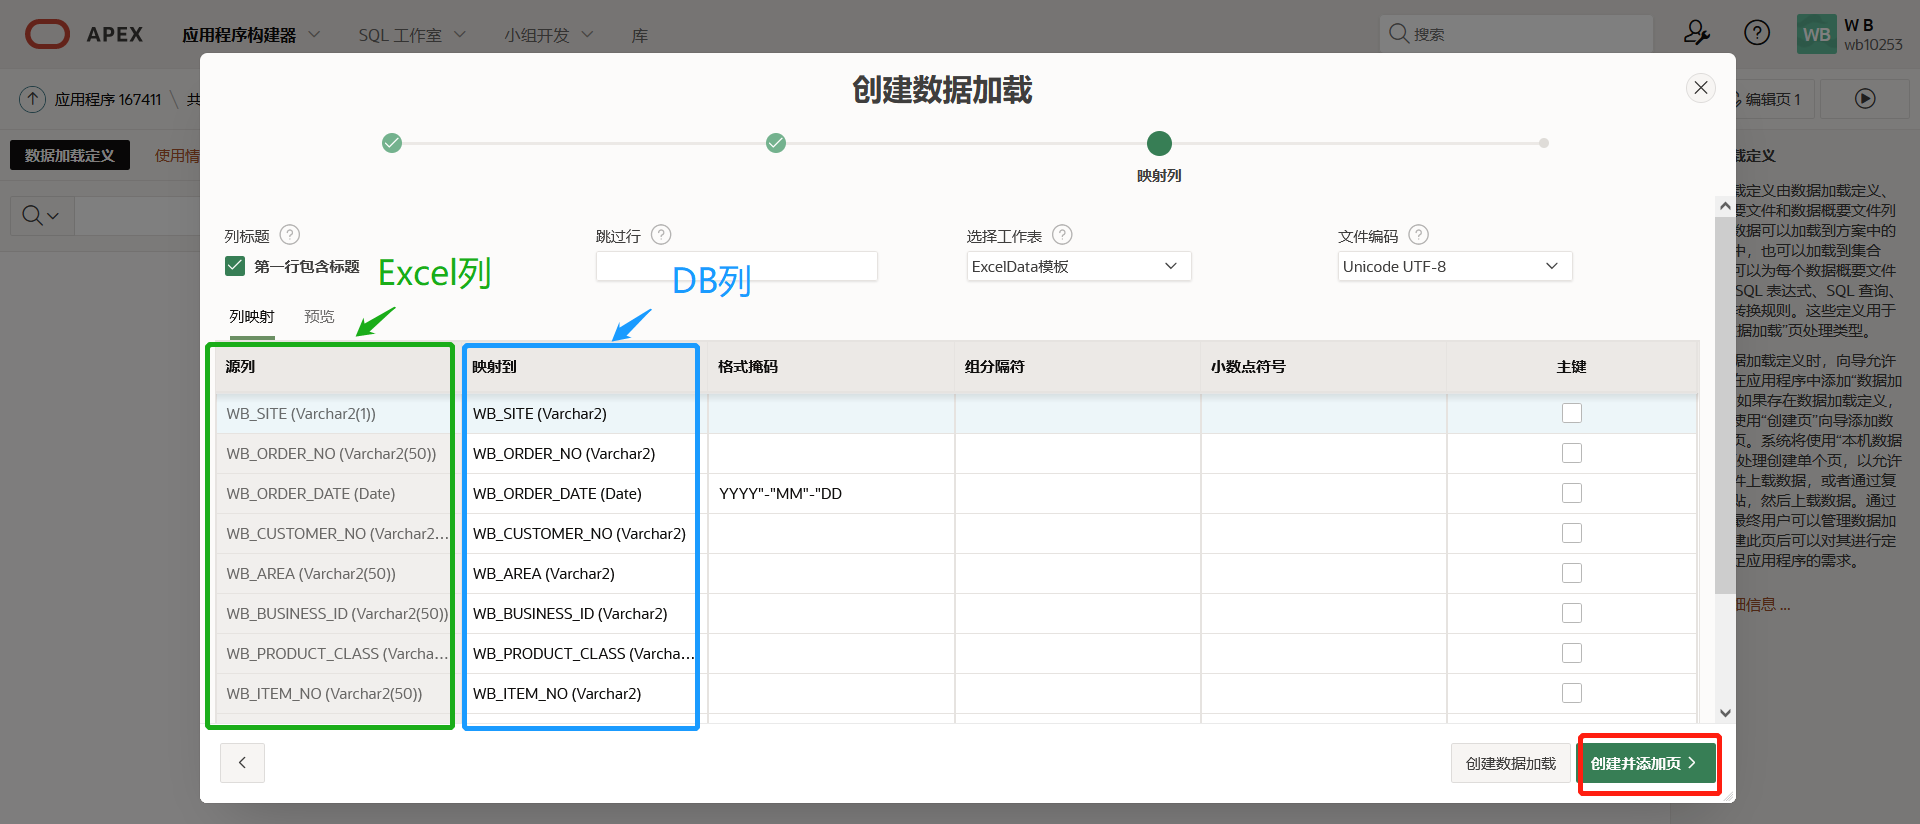 APEX 应用程序构建器 SQL 工作室 小组开发 库 搜索 WB W B
wb10253
应用程序 167411 \ 共
编辑页 1
创建数据加载
数据加载定义 使用情
映射列
列标题 ? 跳过行 ? 选择工作表 ? 文件编码 ?
第一行包含标题 ExcelData模板 Unicode UTF-8
Excel列 DB列
列映射 预览
源列 映射到 格式掩码 组分隔符 小数点符号 主键
WB_SITE (Varchar2(1)) WB_SITE (Varchar2)
WB_ORDER_NO (Varchar2(50)) WB_ORDER_NO (Varchar2)
WB_ORDER_DATE (Date) WB_ORDER_DATE (Date) YYYY"-"MM"-"DD
WB_CUSTOMER_NO (Varchar2... WB_CUSTOMER_NO (Varchar2)
WB_AREA (Varchar2(50)) WB_AREA (Varchar2)
WB_BUSINESS_ID (Varchar2(50)) WB_BUSINESS_ID (Varchar2)
WB_PRODUCT_CLASS (Varcha... WB_PRODUCT_CLASS (Varcha...
WB_ITEM_NO (Varchar2(50)) WB_ITEM_NO (Varchar2)
创建数据加载 创建并添加页
载定义
载定义由数据加载定义、
要文件和数据概要文件列
数据可以加载到方案中的
中，也可以加载到集合
可以为每个数据概要文件
SQL 表达式、SQL 查询、
转换规则。这些定义用于
据加载”页处理类型。
据加载定义时，向导允许
在应用程序中添加“数据加
如果存在数据加载定义，
使用“创建页”向导添加数
页。系统将使用“本机数据
处理创建单个页，以允许
件上载数据，或者通过复
占，然后上载数据。通过
最终用户可以管理数据加
建此页后可以对其进行定
足应用程序的需求。
细信息 ...